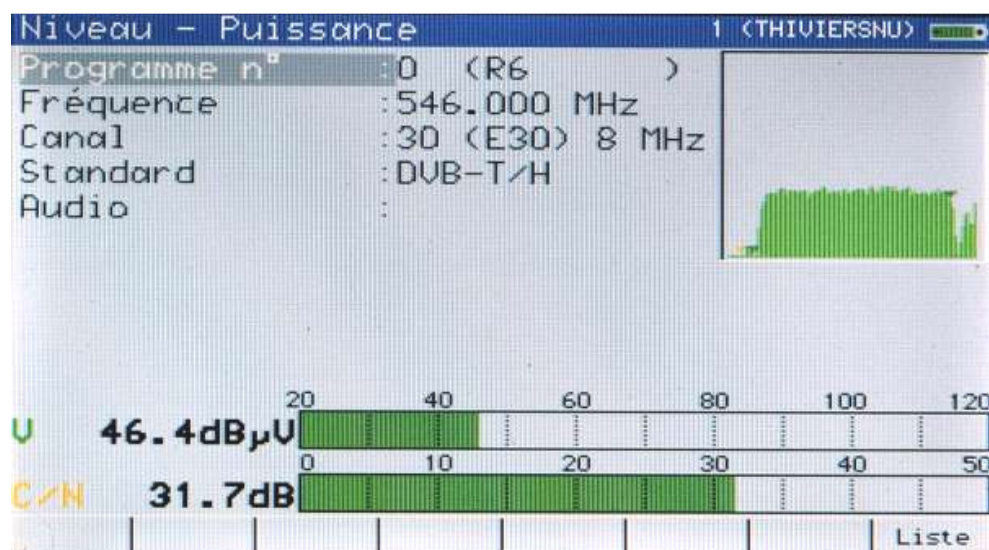 Niveau - Puissance 1 (THIVIERSNU)
Programme n° :0 (R6 )
Fréquence :546.000 MHz
Canal :30 (E30) 8 MHz
Standard :DVB-T/H
Audio :
20 40 60 80 100 120
V 46.4dBµV
0 10 20 30 40 50
C/N 31.7dB
Liste